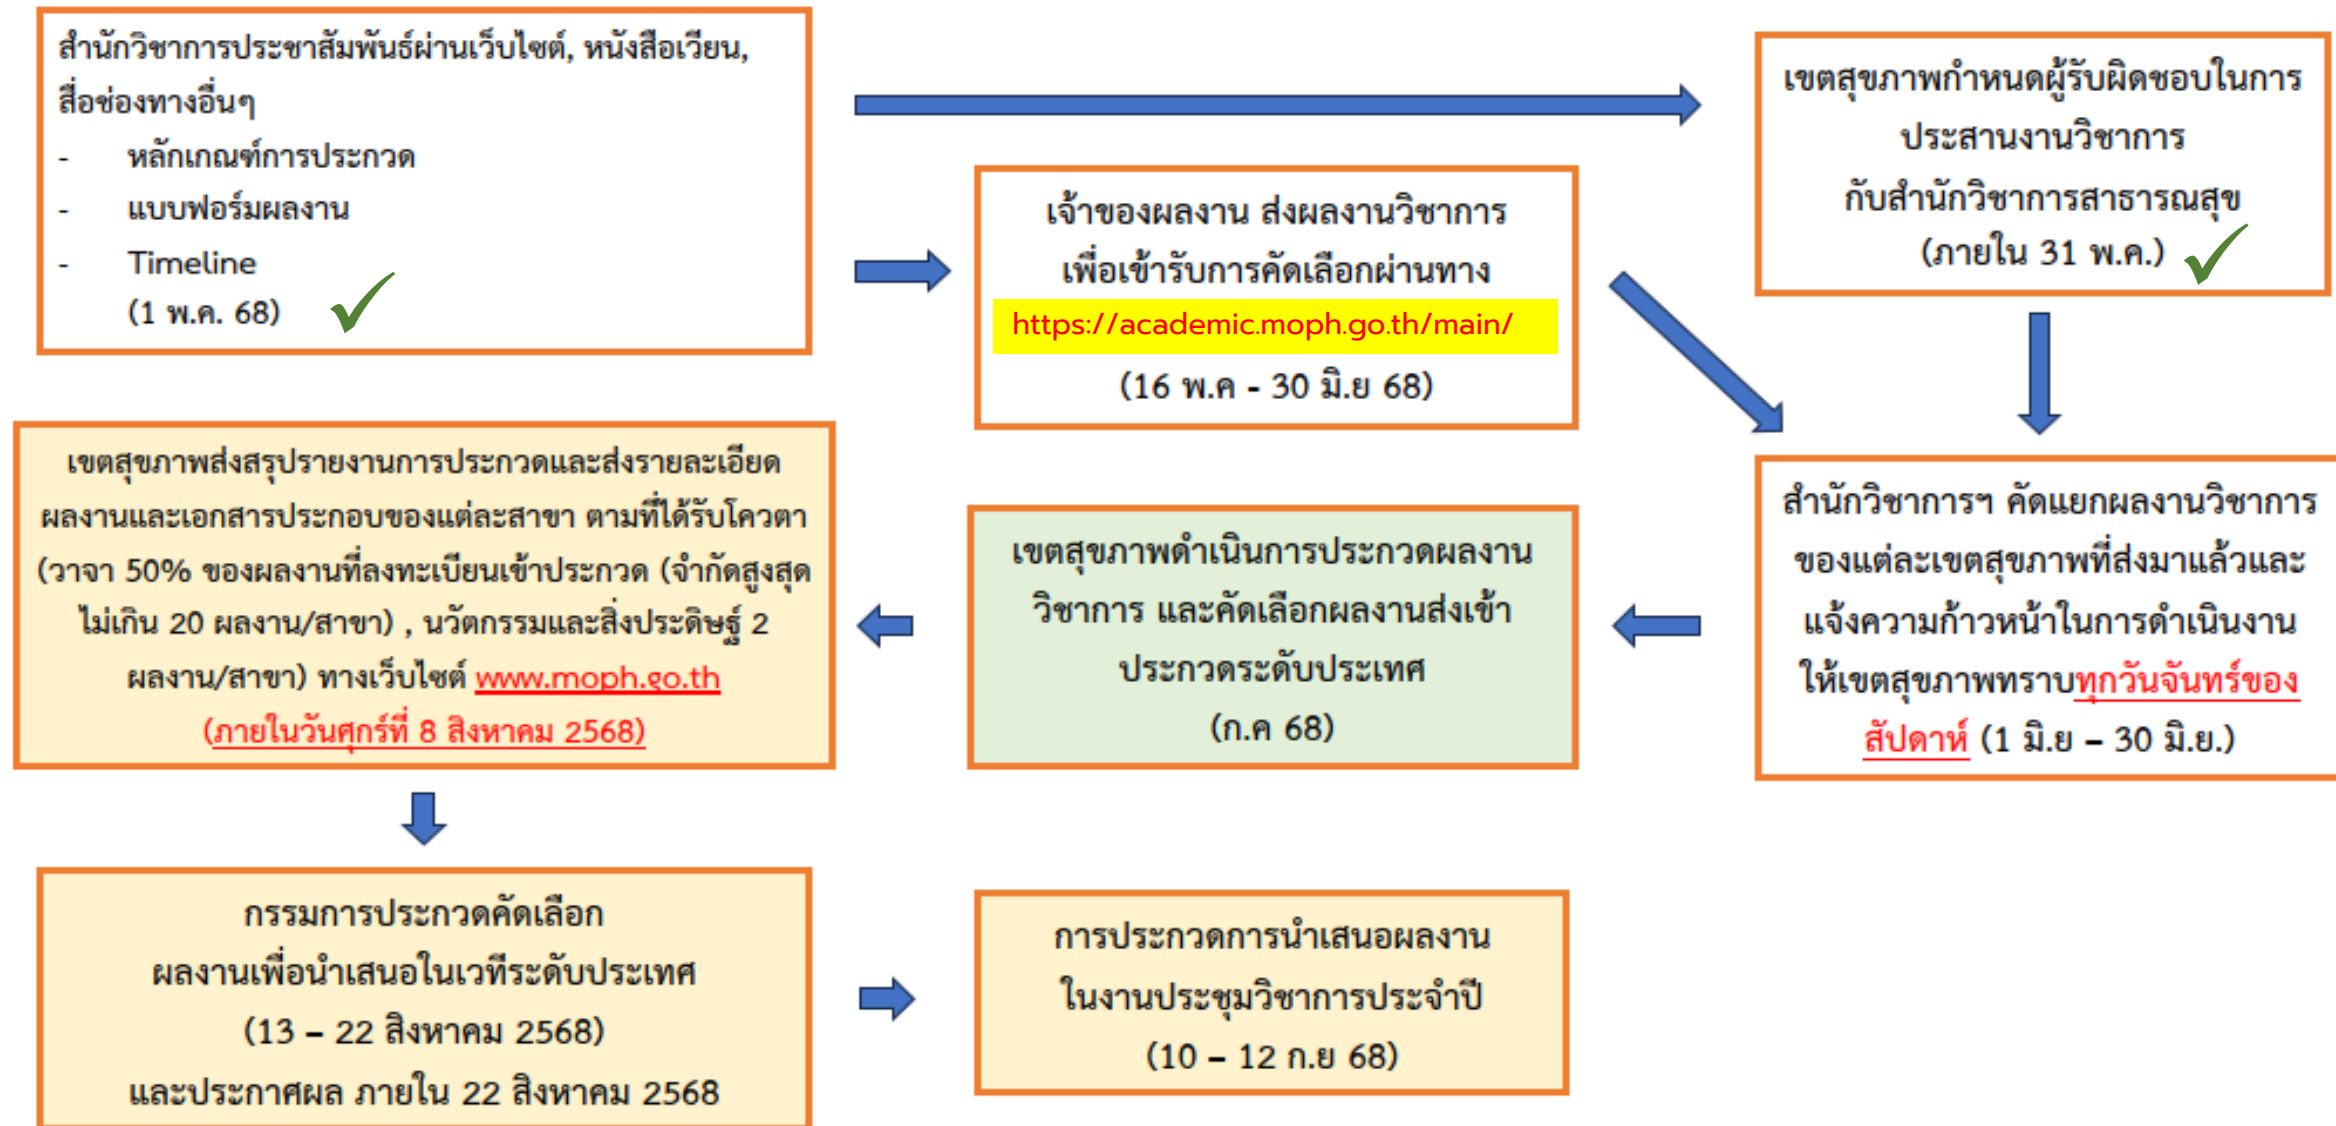 สำนักวิชาการประชาสัมพันธ์ผ่านเว็บไซต์, หนังสือเวียน,
สื่อช่องทางอื่นๆ
- หลักเกณฑ์การประกวด
- แบบฟอร์มผลงาน
- Timeline
(1 พ.ค. 68)
เขตสุขภาพกำหนดผู้รับผิดชอบในการ
ประสานงานวิชาการ
กับสำนักวิชาการสาธารณสุข
(ภายใน 31 พ.ค.)
เจ้าของผลงาน ส่งผลงานวิชาการ
เพื่อเข้ารับการคัดเลือกผ่านทาง
https://academic.moph.go.th/main/
(16 พ.ค - 30 มิ.ย 68)
สำนักวิชาการฯ คัดแยกผลงานวิชาการ
ของแต่ละเขตสุขภาพที่ส่งมาแล้วและ
แจ้งความก้าวหน้าในการดำเนินงาน
ให้เขตสุขภาพทราบทุกวันจันทร์ของ
สัปดาห์ (1 มิ.ย – 30 มิ.ย.)
เขตสุขภาพดำเนินการประกวดผลงาน
วิชาการ และคัดเลือกผลงานส่งเข้า
ประกวดระดับประเทศ
(ก.ค 68)
เขตสุขภาพส่งสรุปรายงานการประกวดและส่งรายละเอียด
ผลงานและเอกสารประกอบของแต่ละสาขา ตามที่ได้รับโควตา
(วาจา 50% ของผลงานที่ลงทะเบียนเข้าประกวด (จำกัดสูงสุด
ไม่เกิน 20 ผลงาน/สาขา) , นวัตกรรมและสิ่งประดิษฐ์ 2
ผลงาน/สาขา) ทางเว็บไซต์ www.moph.go.th
(ภายในวันศุกร์ที่ 8 สิงหาคม 2568)
กรรมการประกวดคัดเลือก
ผลงานเพื่อนำเสนอในเวทีระดับประเทศ
(13 – 22 สิงหาคม 2568)
และประกาศผล ภายใน 22 สิงหาคม 2568
การประกวดการนำเสนอผลงาน
ในงานประชุมวิชาการประจำปี
(10 – 12 ก.ย 68)